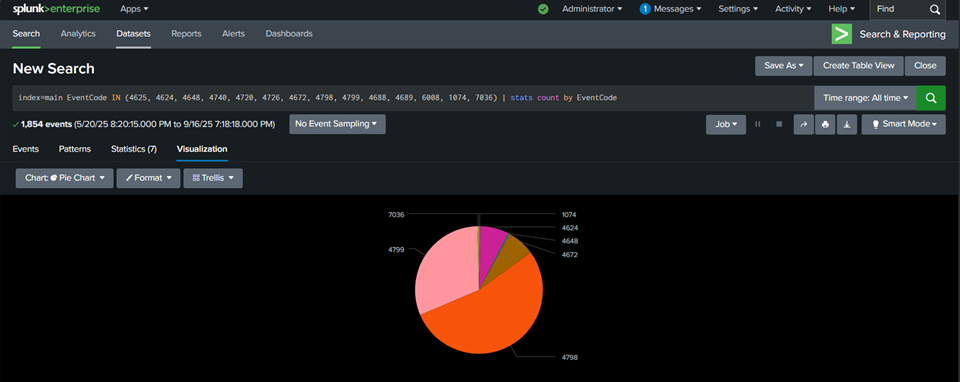 splunk>enterprise Apps Administrator 1 Messages Settings Activity Help Find
Search Analytics Datasets Reports Alerts Dashboards Search & Reporting
New Search Save As Create Table View Close
index=main EventCode IN (4625, 4624, 4648, 4740, 4720, 4726, 4672, 4798, 4799, 4688, 4689, 6008, 1074, 7036) | stats count by EventCode Time range: All time
1,854 events (5/20/25 8:20:15.000 PM to 9/16/25 7:18:18.000 PM) No Event Sampling Job Smart Mode
Events Patterns Statistics (7) Visualization
Chart: Pie Chart Format Trellis
7036 1074
4624
4648
4799 4672
4798